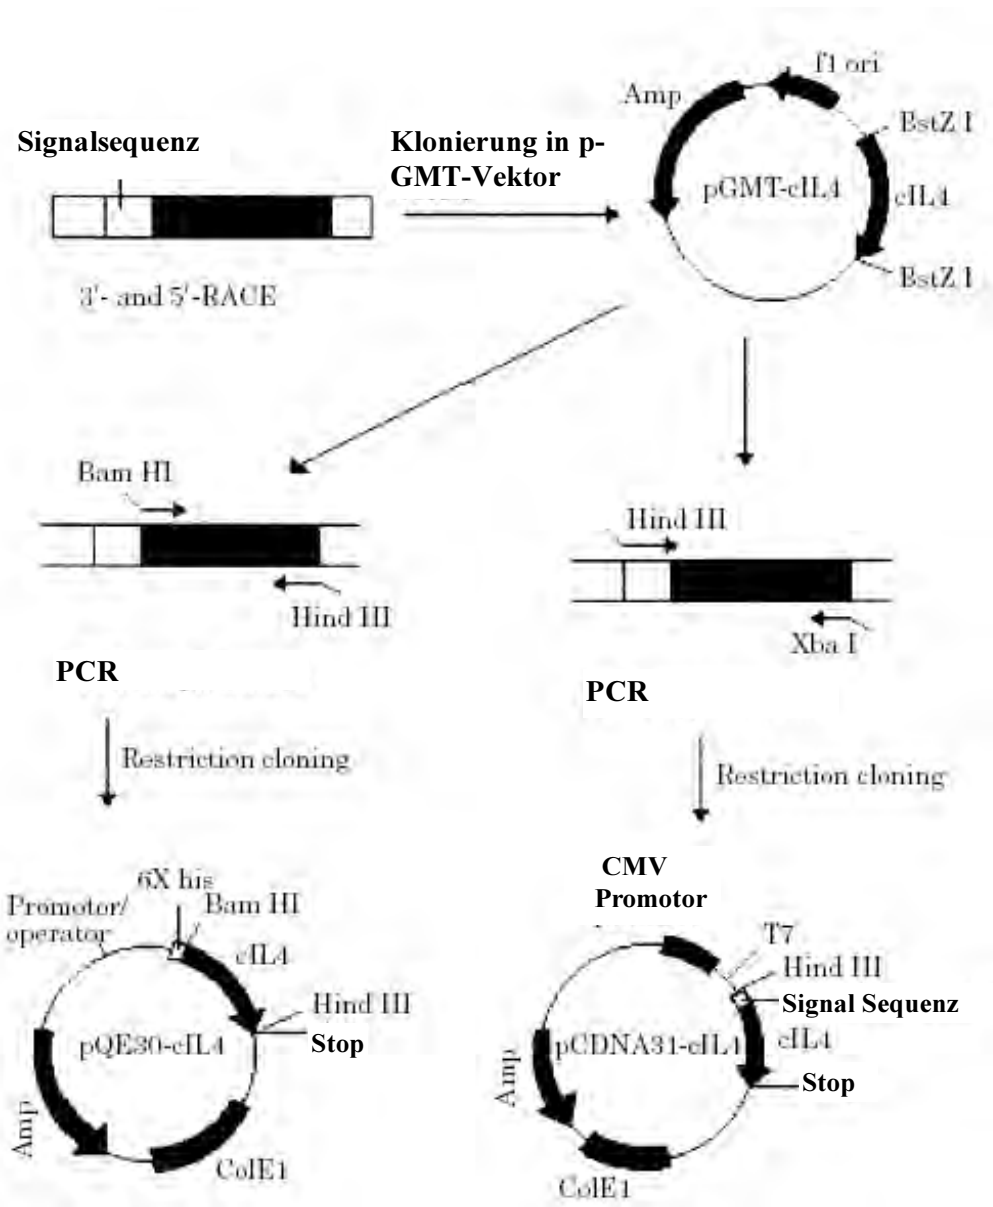 f1 ori
Amp
BstZ I
Signalsequenz
Klonierung in p-
GMT-Vektor
pGMT-cIL4
cIL4
BstZ I
3'- and 5'-RACE
Bam HI
Hind III
Hind III
Xba I
PCR
PCR
Restriction cloning
Restriction cloning
CMV
Promotor
6X his
Promotor/
operator
Bam HI
cIL4
T7
Hind III
Signal Sequenz
Hind III
Stop
pQE30-cIL4
pCDNA31-cIL4
cIL4
Stop
Amp
Amp
ColE1
ColE1